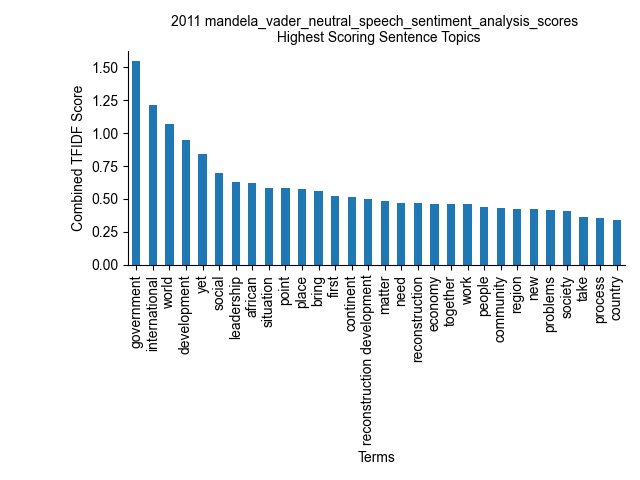 2011 mandela_vader_neutral_speech_sentiment_analysis_scores
Highest Scoring Sentence Topics
Combined TFIDF Score
1.50
1.25
1.00
0.75
0.50
0.25
0.00
government
international
world
development
yet
social
leadership
african
situation
point
place
bring
first
continent
reconstruction development
matter
need
reconstruction
economy
together
work
people
community
region
new
problems
society
take
process
country
Terms